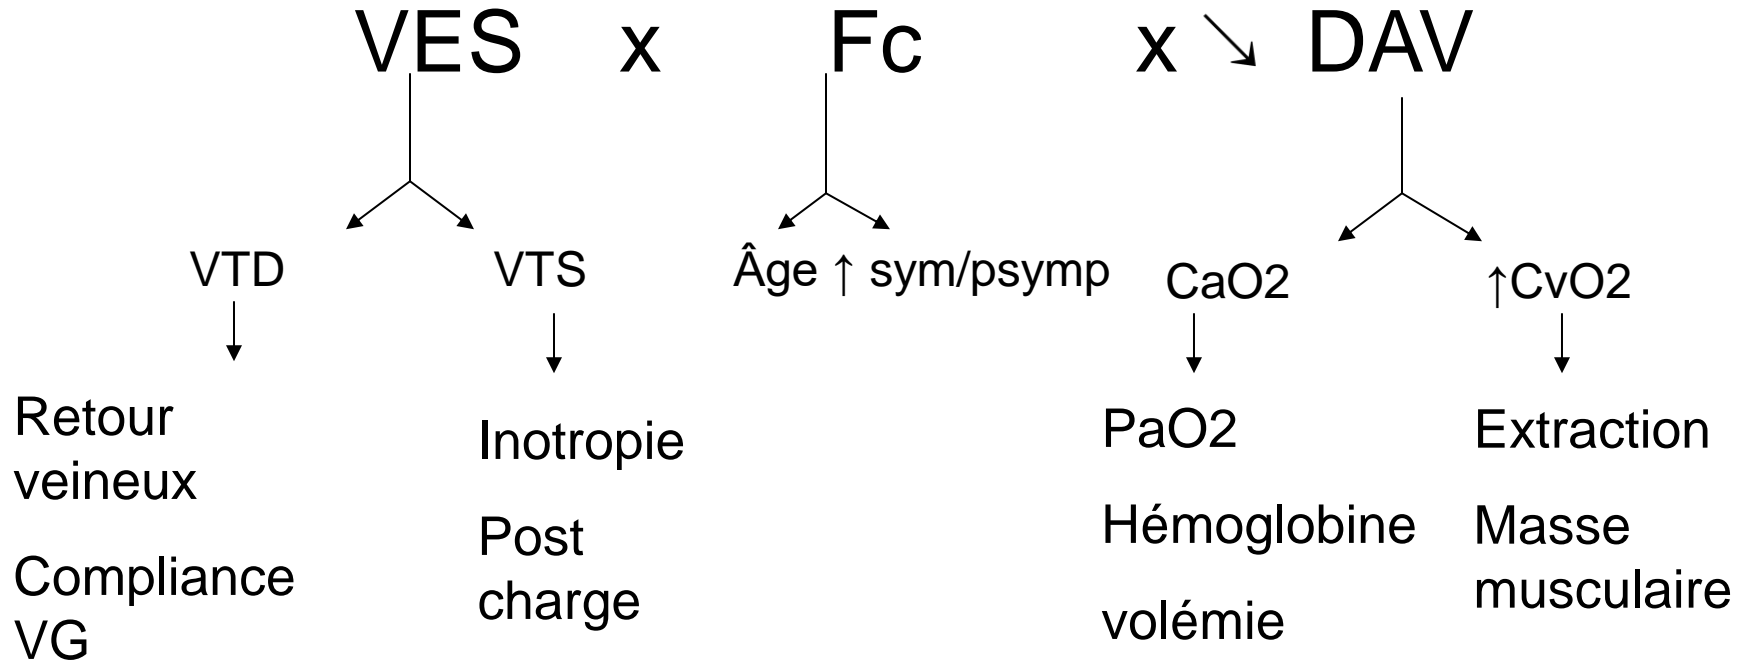 VES x Fc x ↘ DAV
VTD VTS Âge ↑ sym/psymp CaO2 ↑CvO2
Retour
veineux
Compliance
VG
Inotropie
Post
charge
PaO2
Hémoglobine
volémie
Extraction
Masse
musculaire